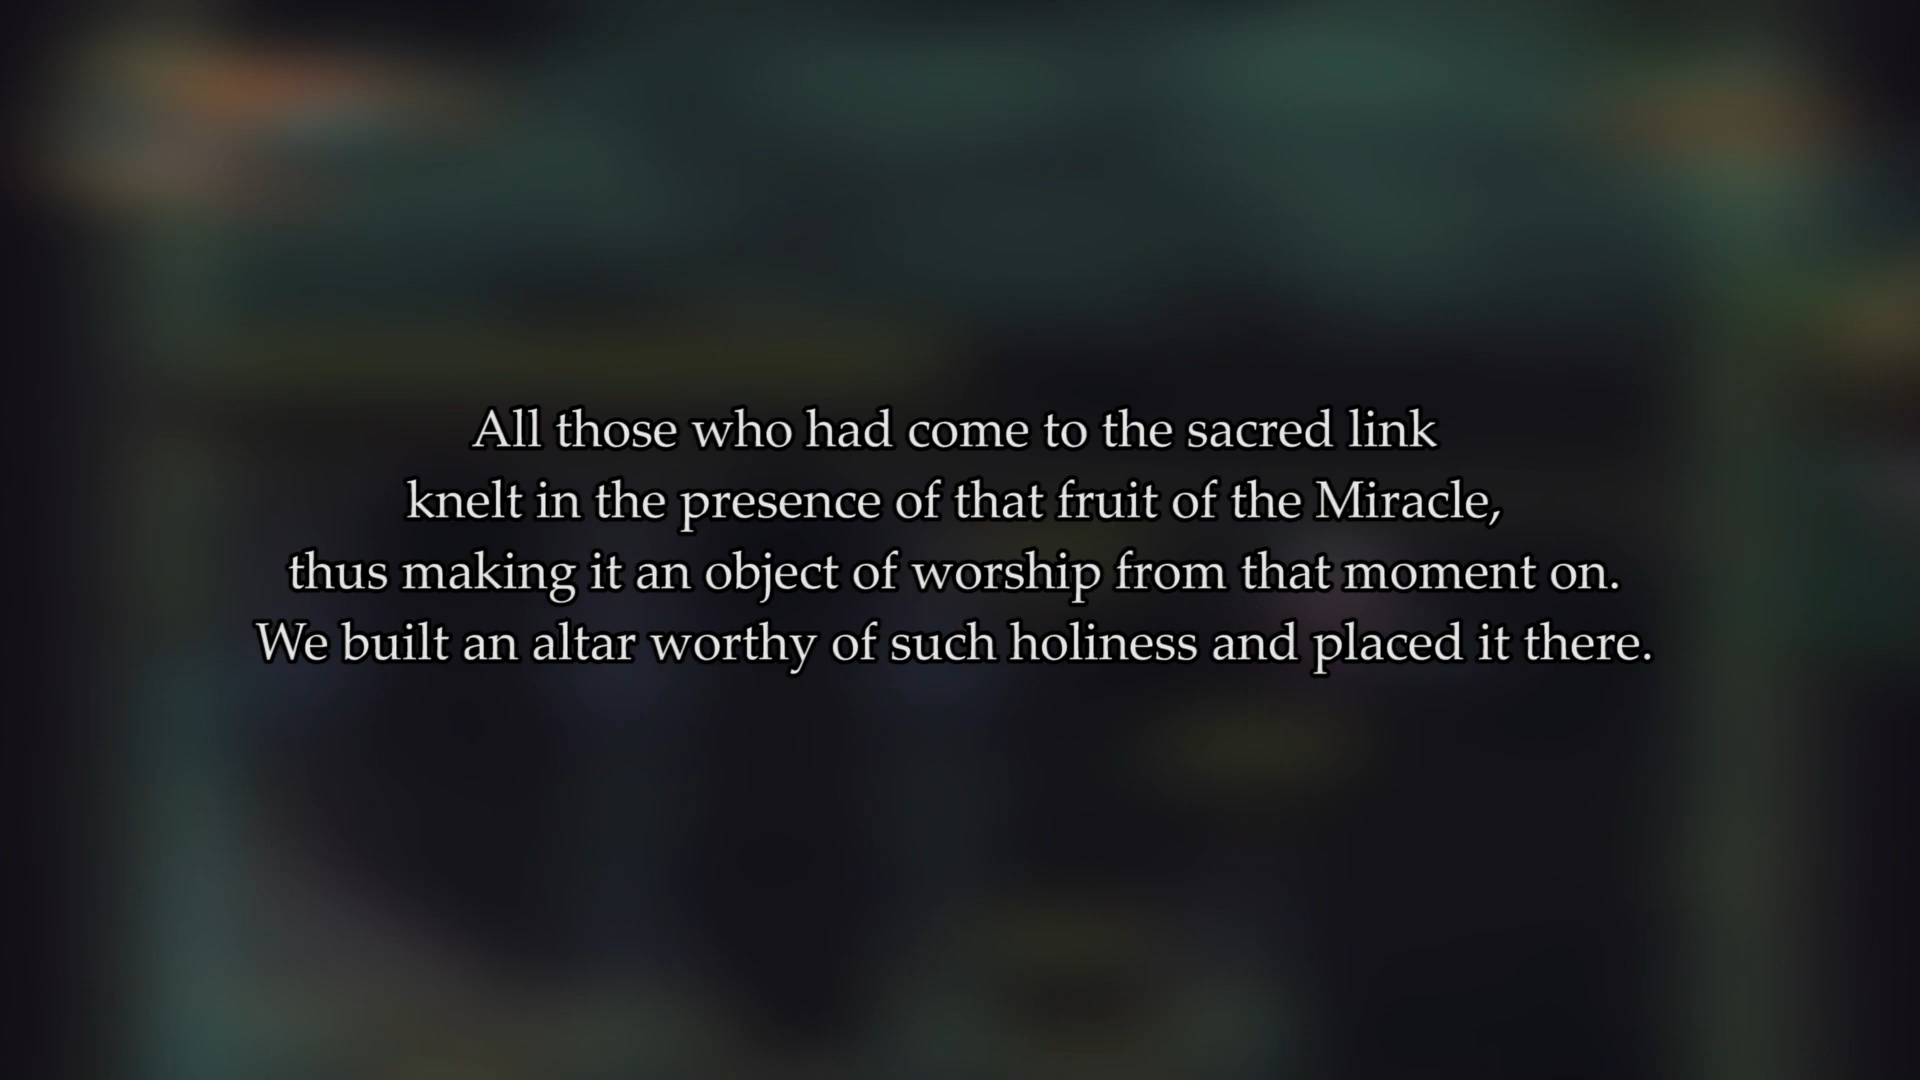 All those who had come to the sacred link
knelt in the presence of that fruit of the Miracle,
thus making it an object of worship from that moment on.
We built an altar worthy of such holiness and placed it there.